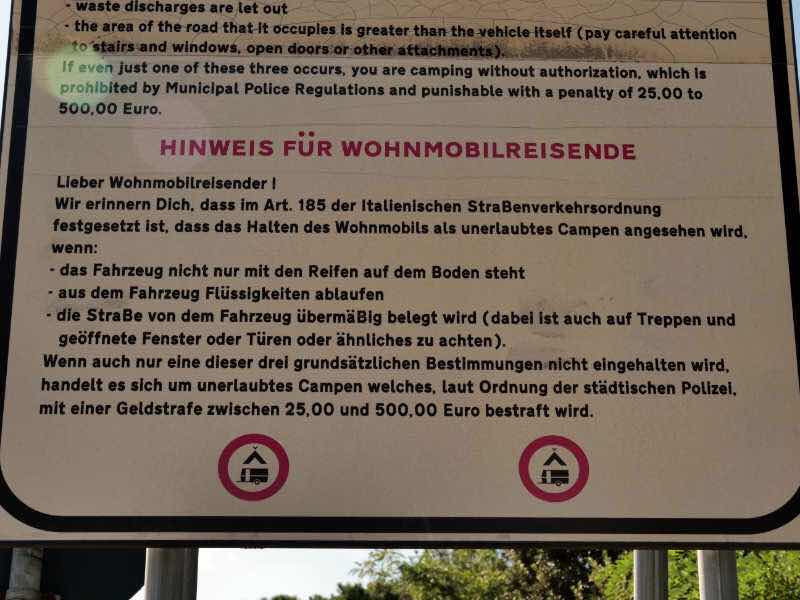 - waste discharges are let out
- the area of the road that it occupies is greater than the vehicle itself (pay careful attention
to stairs and windows, open doors or other attachments).
If even just one of these three occurs, you are camping without authorization, which is
prohibited by Municipal Police Regulations and punishable with a penalty of 25,00 to
500,00 Euro.
HINWEIS FÜR WOHNMOBILREISENDE
Lieber Wohnmobilreisender !
Wir erinnern Dich, dass im Art. 185 der Italienischen Straßenverkehrsordnung
festgesetzt ist, dass das Halten des Wohnmobils als unerlaubtes Campen angesehen wird,
wenn:
- das Fahrzeug nicht nur mit den Reifen auf dem Boden steht
- aus dem Fahrzeug Flüssigkeiten ablaufen
- die Straße von dem Fahrzeug übermäßig belegt wird (dabei ist auch auf Treppen und
geöffnete Fenster oder Türen oder ähnliches zu achten).
Wenn auch nur eine dieser drei grundsätzlichen Bestimmungen nicht eingehalten wird,
handelt es sich um unerlaubtes Campen welches, laut Ordnung der städtischen Polizei,
mit einer Geldstrafe zwischen 25,00 und 500,00 Euro bestraft wird.